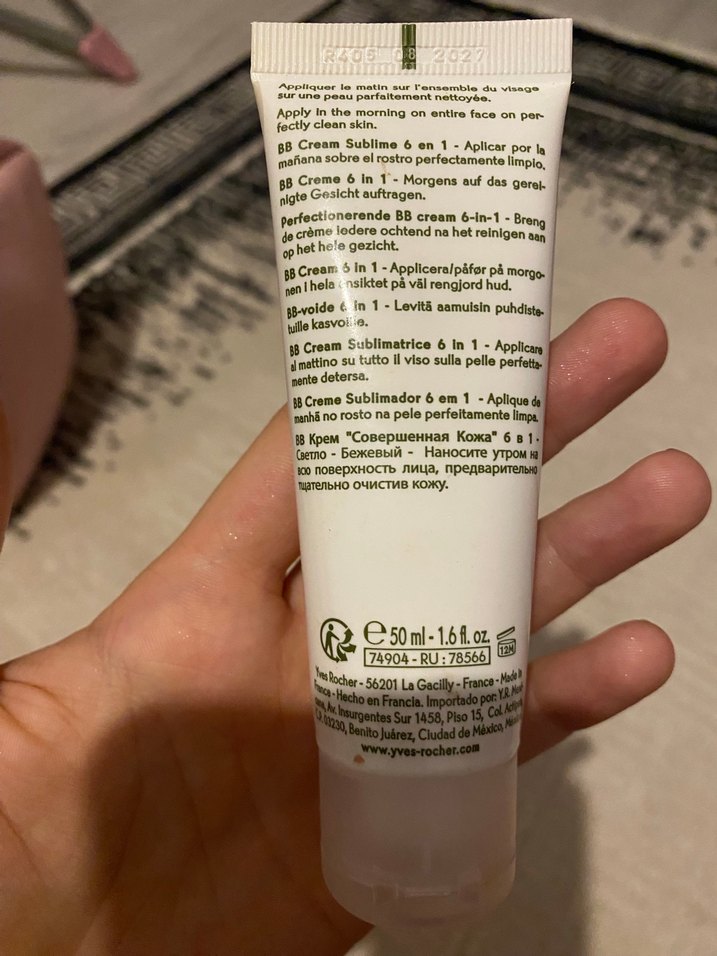 R405 08 2027
Appliquer le matin sur l'ensemble du visage
sur une peau parfaitement nettoyée.
Apply in the morning on entire face on per-
fectly clean skin.
BB Cream Sublime 6 en 1 - Aplicar por la
mañana sobre el rostro perfectamente limpio.
BB Creme 6 in 1 - Morgens auf das gerei-
nigte Gesicht auftragen.
Perfectionerende BB cream 6-in-1 - Breng
de crème iedere ochtend na het reinigen aan
op het hele gezicht.
BB Cream 6 in 1 - Applicera/påfør på morgo-
nen i hela ansiktet på väl rengjord hud.
BB-voide 6 in 1 - Levitä aamuisin puhdiste-
tuille kasvoille.
BB Cream Sublimatrice 6 in 1 - Applicare
al mattino su tutto il viso sulla pelle perfetta-
mente detersa.
BB Creme Sublimador 6 em 1 - Aplique de
manhã no rosto na pele perfeitamente limpa.
BB Крем "Совершенная Кожа" 6 в 1 -
Светло - Бежевый - Наносите утром на
всю поверхность лица, предварительно
тщательно очистив кожу.
e 50 ml - 1.6 fl. oz.
12M
74904 - RU : 78566
Yves Rocher - 56201 La Gacilly - France - Made in
France - Hecho en Francia. Importado por: Y.R.
Av. Insurgentes Sur 1458, Piso 15, Col.
C.P. 03230, Benito Juárez, Ciudad de México,
www.yves-rocher.com